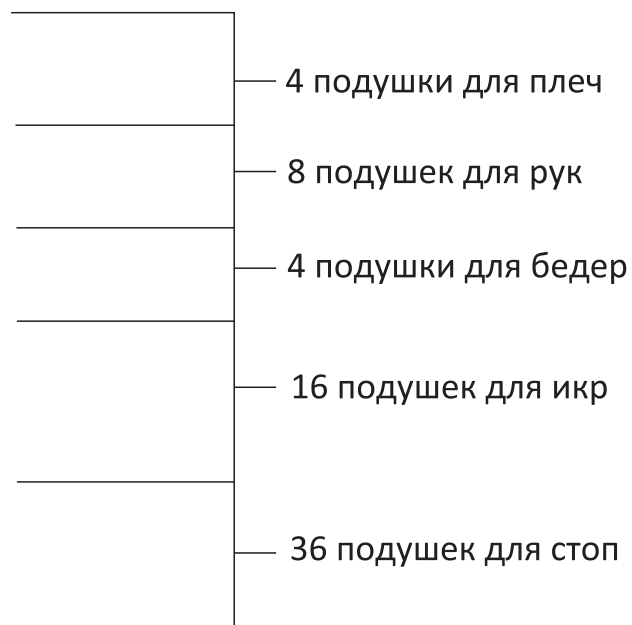 4 подушки для плеч
8 подушек для рук
4 подушки для бедер
16 подушек для икр
36 подушек для стоп